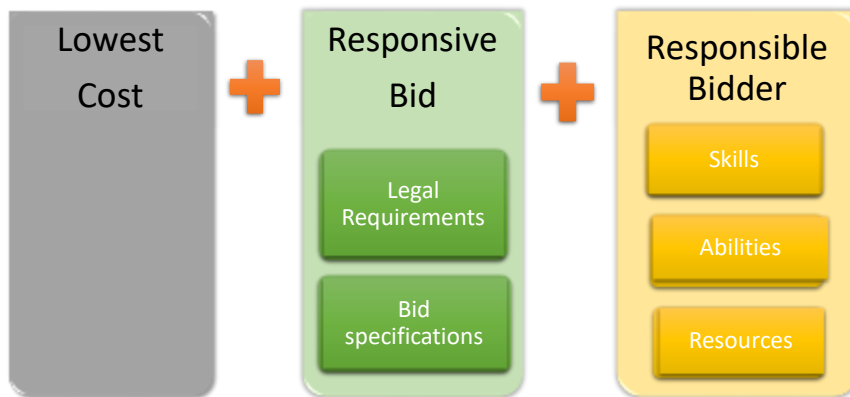 Lowest
Cost
Responsive
Bid
Legal
Requirements
Bid
specifications
Responsible
Bidder
Skills
Abilities
Resources